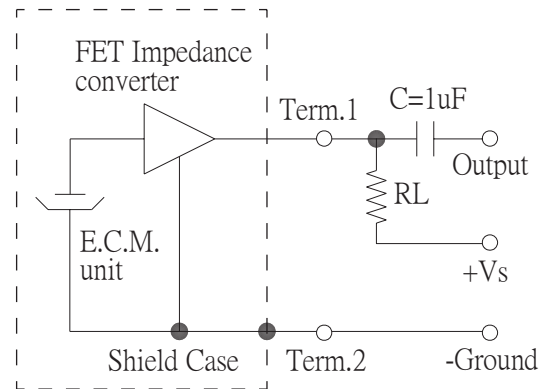 FET Impedance
converter
Term.1
C=1uF
Output
RL
E.C.M.
unit
+Vs
Shield Case
Term.2
-Ground